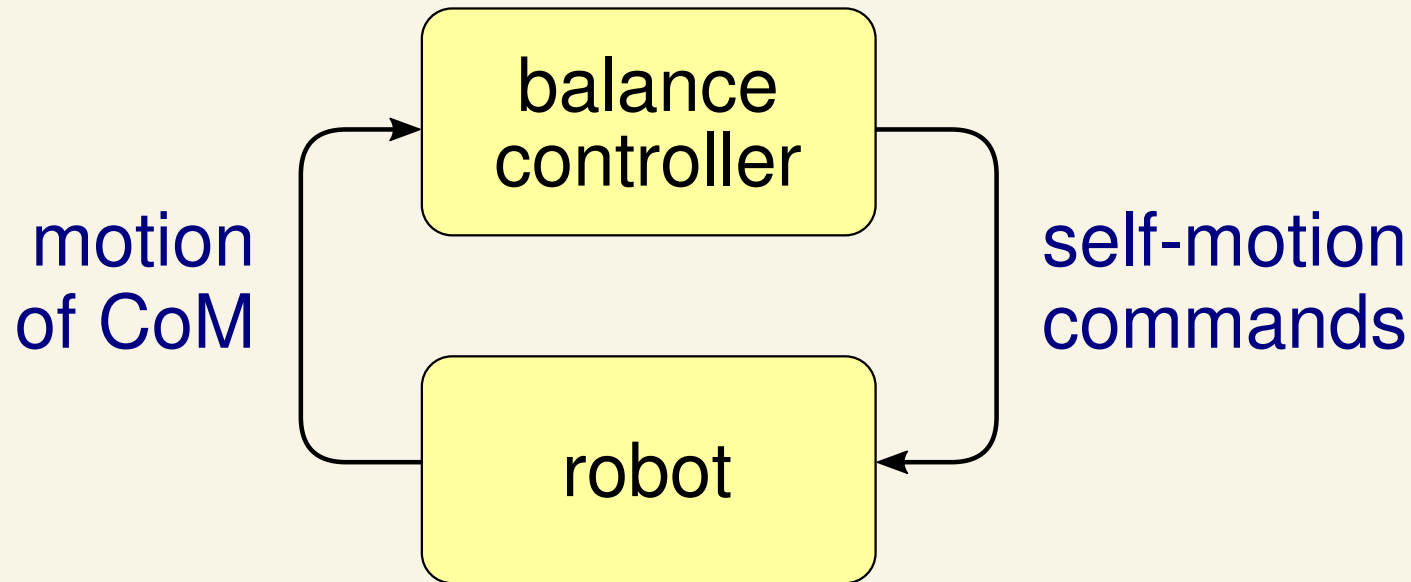 balance
controller
motion
of CoM
self-motion
commands
robot